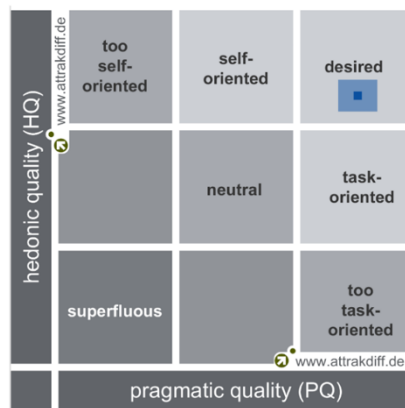 www.attrakdiff.de
too
self-
oriented
self-
oriented
desired
hedonic quality (HQ)
neutral
task-
oriented
superfluous
too
task-
oriented
www.attrakdiff.de
pragmatic quality (PQ)